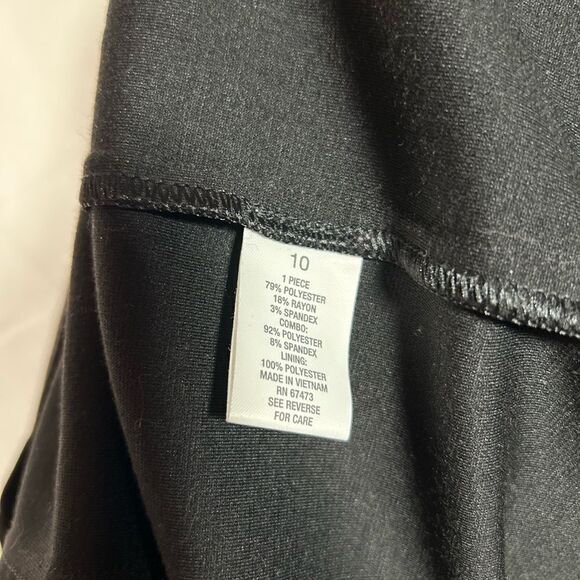 10
1 PIECE
79% POLYESTER
18% RAYON
3% SPANDEX
COMBO:
92% POLYESTER
8% SPANDEX
LINING:
100% POLYESTER
MADE IN VIETNAM
RN 67473
SEE REVERSE
FOR CARE